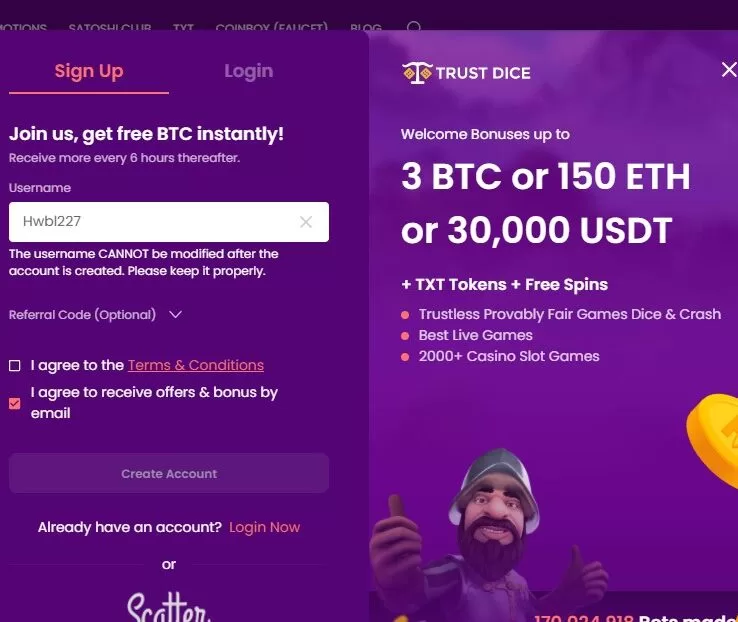 SATOSHI CLUB TXT COINBOX (FAUCET) BLOG
Sign Up Login
Join us, get free BTC instantly!
Receive more every 6 hours thereafter.
Username
Hwbl227
The username CANNOT be modified after the
account is created. Please keep it properly.
Referral Code (Optional)
I agree to the Terms & Conditions
I agree to receive offers & bonus by
email
Create Account
Already have an account? Login Now
or
Scatter
TRUST DICE
Welcome Bonuses up to
3 BTC or 150 ETH
or 30,000 USDT
+ TXT Tokens + Free Spins
Trustless Provably Fair Games Dice & Crash
Best Live Games
2000+ Casino Slot Games
170,024,918 Bets made